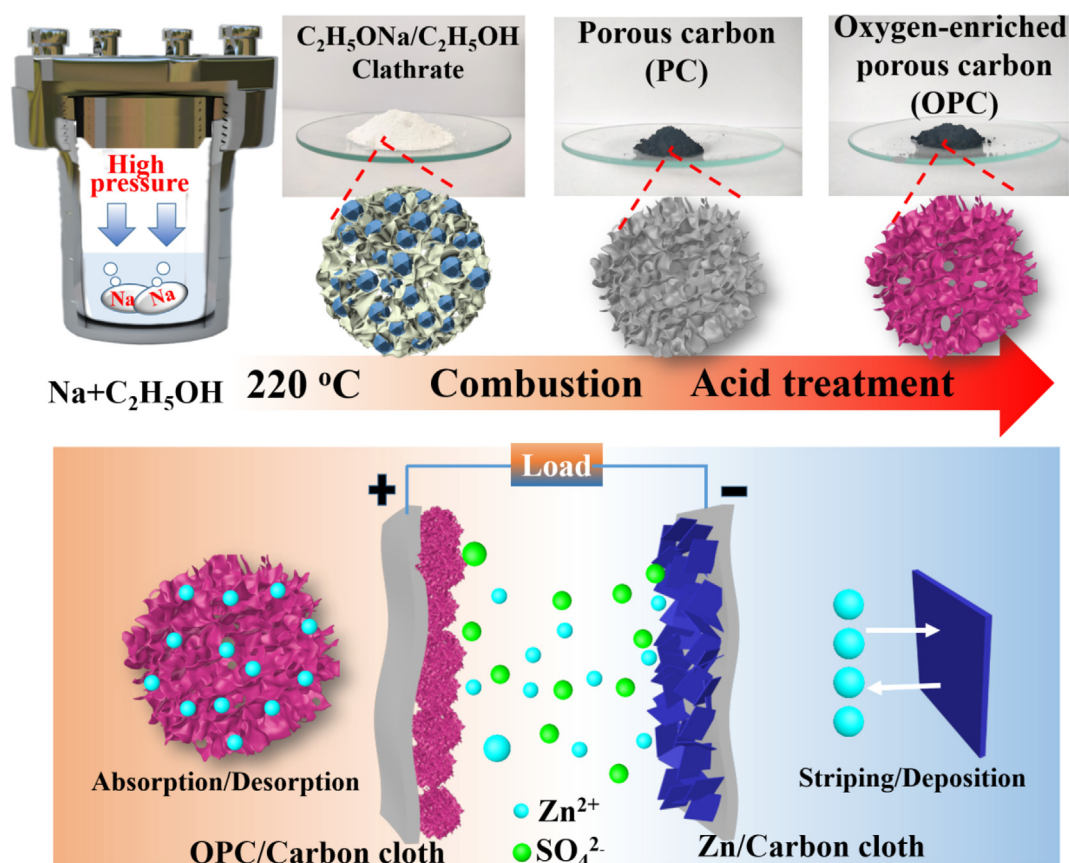 C₂H₅ONa/C₂H₅OH
Clathrate
Porous carbon
(PC)
Oxygen-enriched
porous carbon
(OPC)
High
pressure
Na
Na
Na+C₂H₅OH
220 °C
Combustion
Acid treatment
Load
+
-
Absorption/Desorption
Striping/Deposition
Zn²⁺
SO₄²⁻
OPC/Carbon cloth
Zn/Carbon cloth